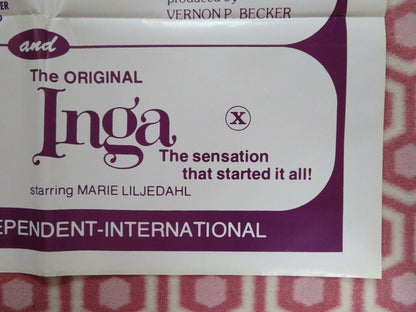 produced by
VERNON P. BECKER
and
The ORIGINAL
Inga
X
The sensation
that started it all!
starring MARIE LILJEDAHL
EPENDENT-INTERNATIONAL